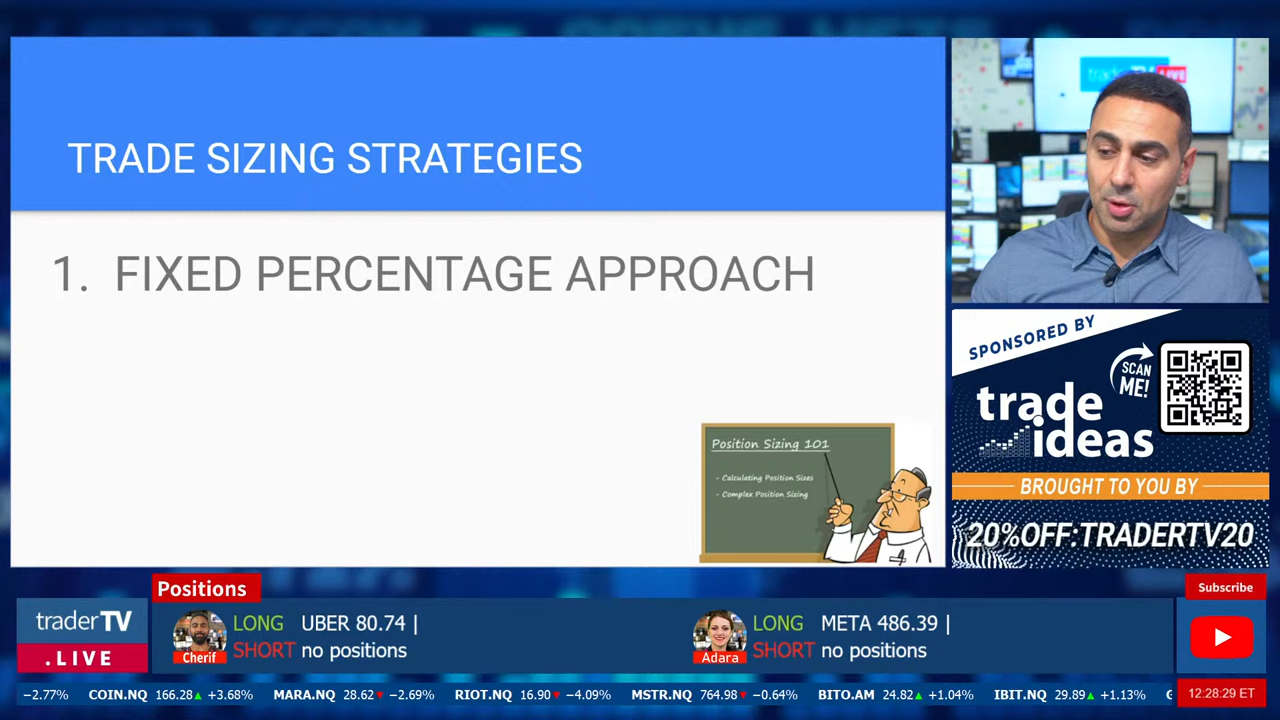 TRADE SIZING STRATEGIES
1. FIXED PERCENTAGE APPROACH
Position Sizing 101
- Calculating Position Sizes
- Complex Position Sizing
traderTV LIVE
SPONSORED BY
SCAN
ME!
trade
ideas
BROUGHT TO YOU BY
20%OFF:TRADERTV20
Positions
Subscribe
traderTV
.LIVE
Cherif
LONG UBER 80.74 |
SHORT no positions
Adara
LONG META 486.39 |
SHORT no positions
−2.77% COIN.NQ 166.28▲ +3.68% MARA.NQ 28.62▼ −2.69% RIOT.NQ 16.90▼ −4.09% MSTR.NQ 764.98▼ −0.64% BITO.AM 24.82▲ +1.04% IBIT.NQ 29.89▲ +1.13%
12:28:29 ET